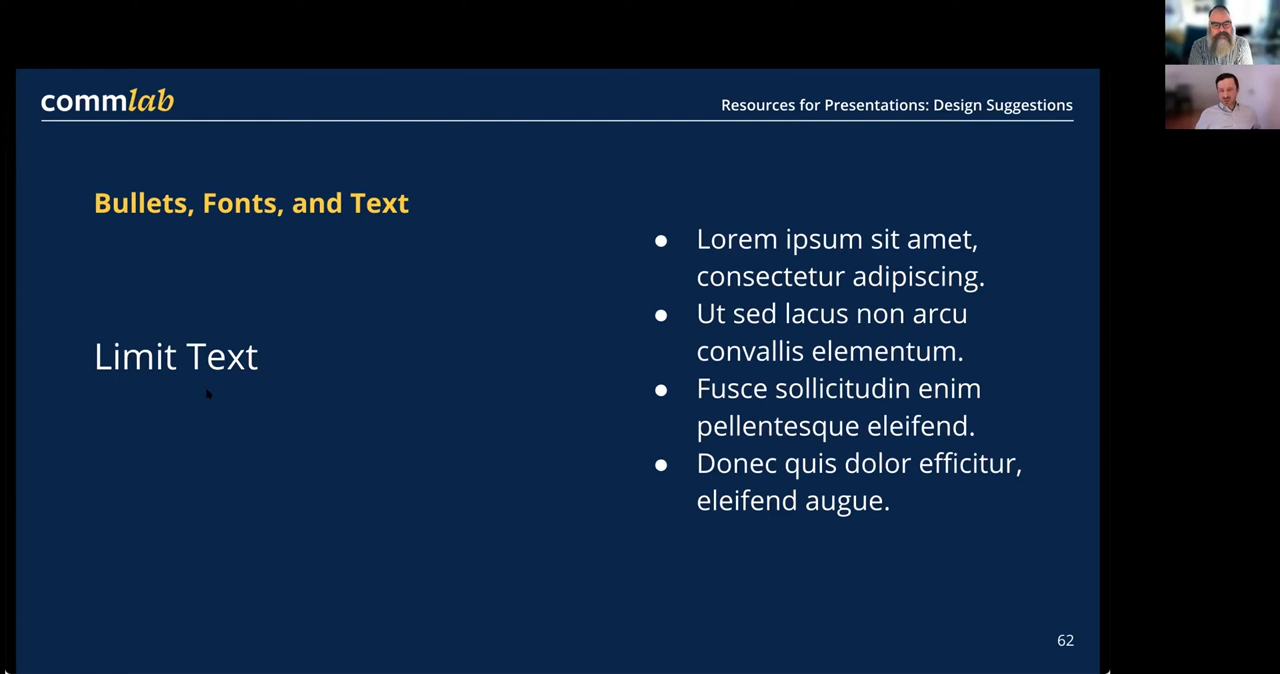 commlab
Resources for Presentations: Design Suggestions
Bullets, Fonts, and Text
Limit Text
● Lorem ipsum sit amet,
consectetur adipiscing.
● Ut sed lacus non arcu
convallis elementum.
● Fusce sollicitudin enim
pellentesque eleifend.
● Donec quis dolor efficitur,
eleifend augue.
62